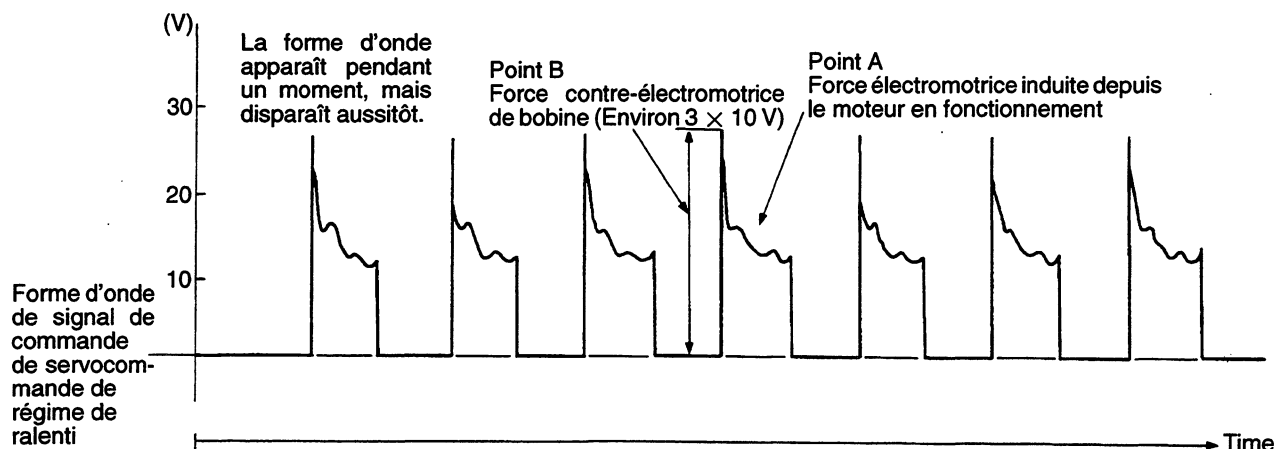 (V)
La forme d'onde
apparaît pendant
un moment, mais
disparaît aussitôt.
Point B
Force contre-électromotrice
de bobine (Environ 3 × 10 V)
Point A
Force électromotrice induite depuis
le moteur en fonctionnement
30
20
10
Forme d'onde
de signal de
commande
de servocom-
mande de
régime de
ralenti
Time